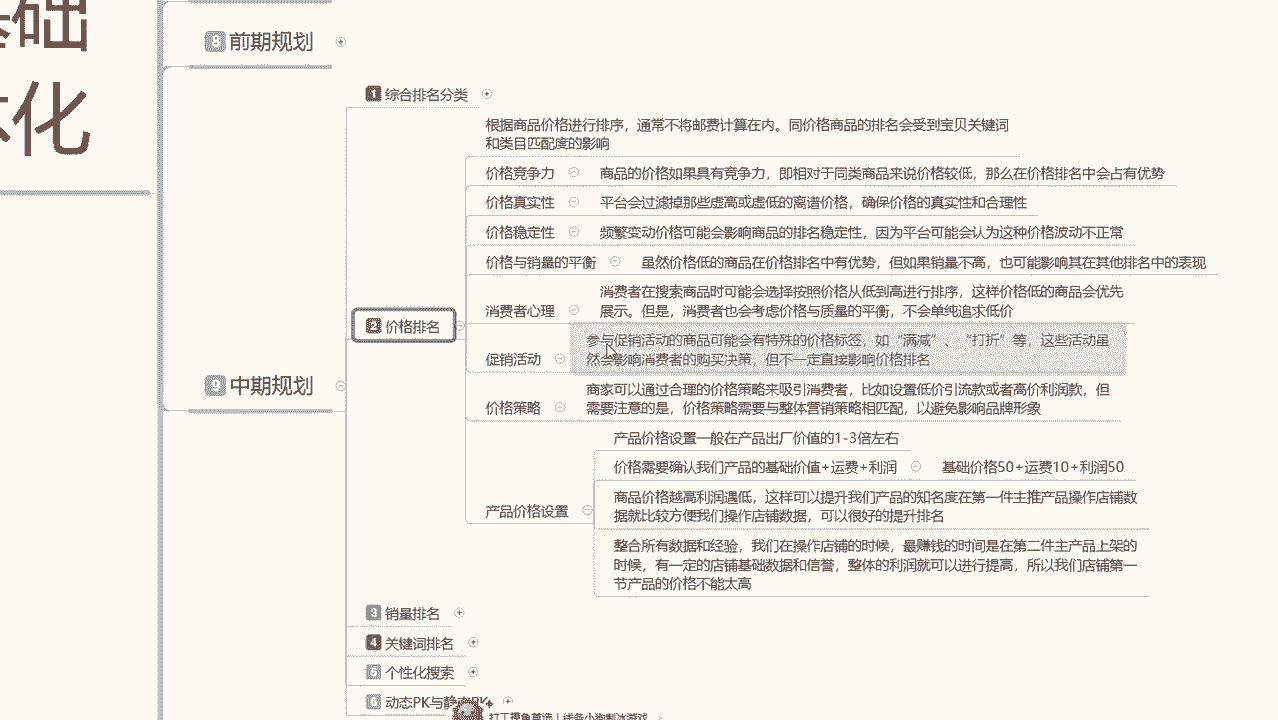 础
8 前期规划
化
1 综合排名分类
根据商品价格进行排序，通常不将邮费计算在内。同价格商品的排名会受到宝贝关键词
和类目匹配度的影响
价格竞争力 商品的价格如果具有竞争力，即相对于同类商品来说价格较低，那么在价格排名中会占有优势
价格真实性 平台会过滤掉那些虚高或虚低的离谱价格，确保价格的真实性和合理性
价格稳定性 频繁变动价格可能会影响商品的排名稳定性，因为平台可能会认为这种价格波动不正常
价格与销量的平衡 虽然价格低的商品在价格排名中有优势，但如果销量不高，也可能影响其在其他排名中的表现
消费者心理 消费者在搜索商品时可能会选择按照价格从低到高进行排序，这样价格低的商品会优先
展示。但是，消费者也会考虑价格与质量的平衡，不会单纯追求低价
2 价格排名
促销活动 参与促销活动的商品可能会有特殊的价格标签，如“满减”、“打折”等，这些活动虽
然会影响消费者的购买决策，但不一定直接影响价格排名
9 中期规划
价格策略 商家可以通过合理的价格策略来吸引消费者，比如设置低价引流款或者高价利润款，但
需要注意的是，价格策略需要与整体营销策略相匹配，以避免影响品牌形象
产品价格设置一般在产品出厂价值的1-3倍左右
价格需要确认我们产品的基础价值+运费+利润 基础价格50+运费10+利润50
产品价格设置 商品价格越高利润遇低，这样可以提升我们产品的知名度在第一件主推产品操作店铺数
据就比较方便我们操作店铺数据，可以很好的提升排名
整合所有数据和经验，我们在操作店铺的时候，最赚钱的时间是在第二件主产品上架的
时候，有一定的店铺基础数据和信誉，整体的利润就可以进行提高，所以我们店铺第一
节产品的价格不能太高
3 销量排名
4 关键词排名
5 个性化搜索
6 动态PK与静态PK